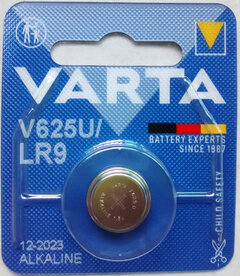 VARTA
V625U/
LR9
BATTERY EXPERTS
SINCE 1887
CHILD SAFETY
12-2023
ALKALINE